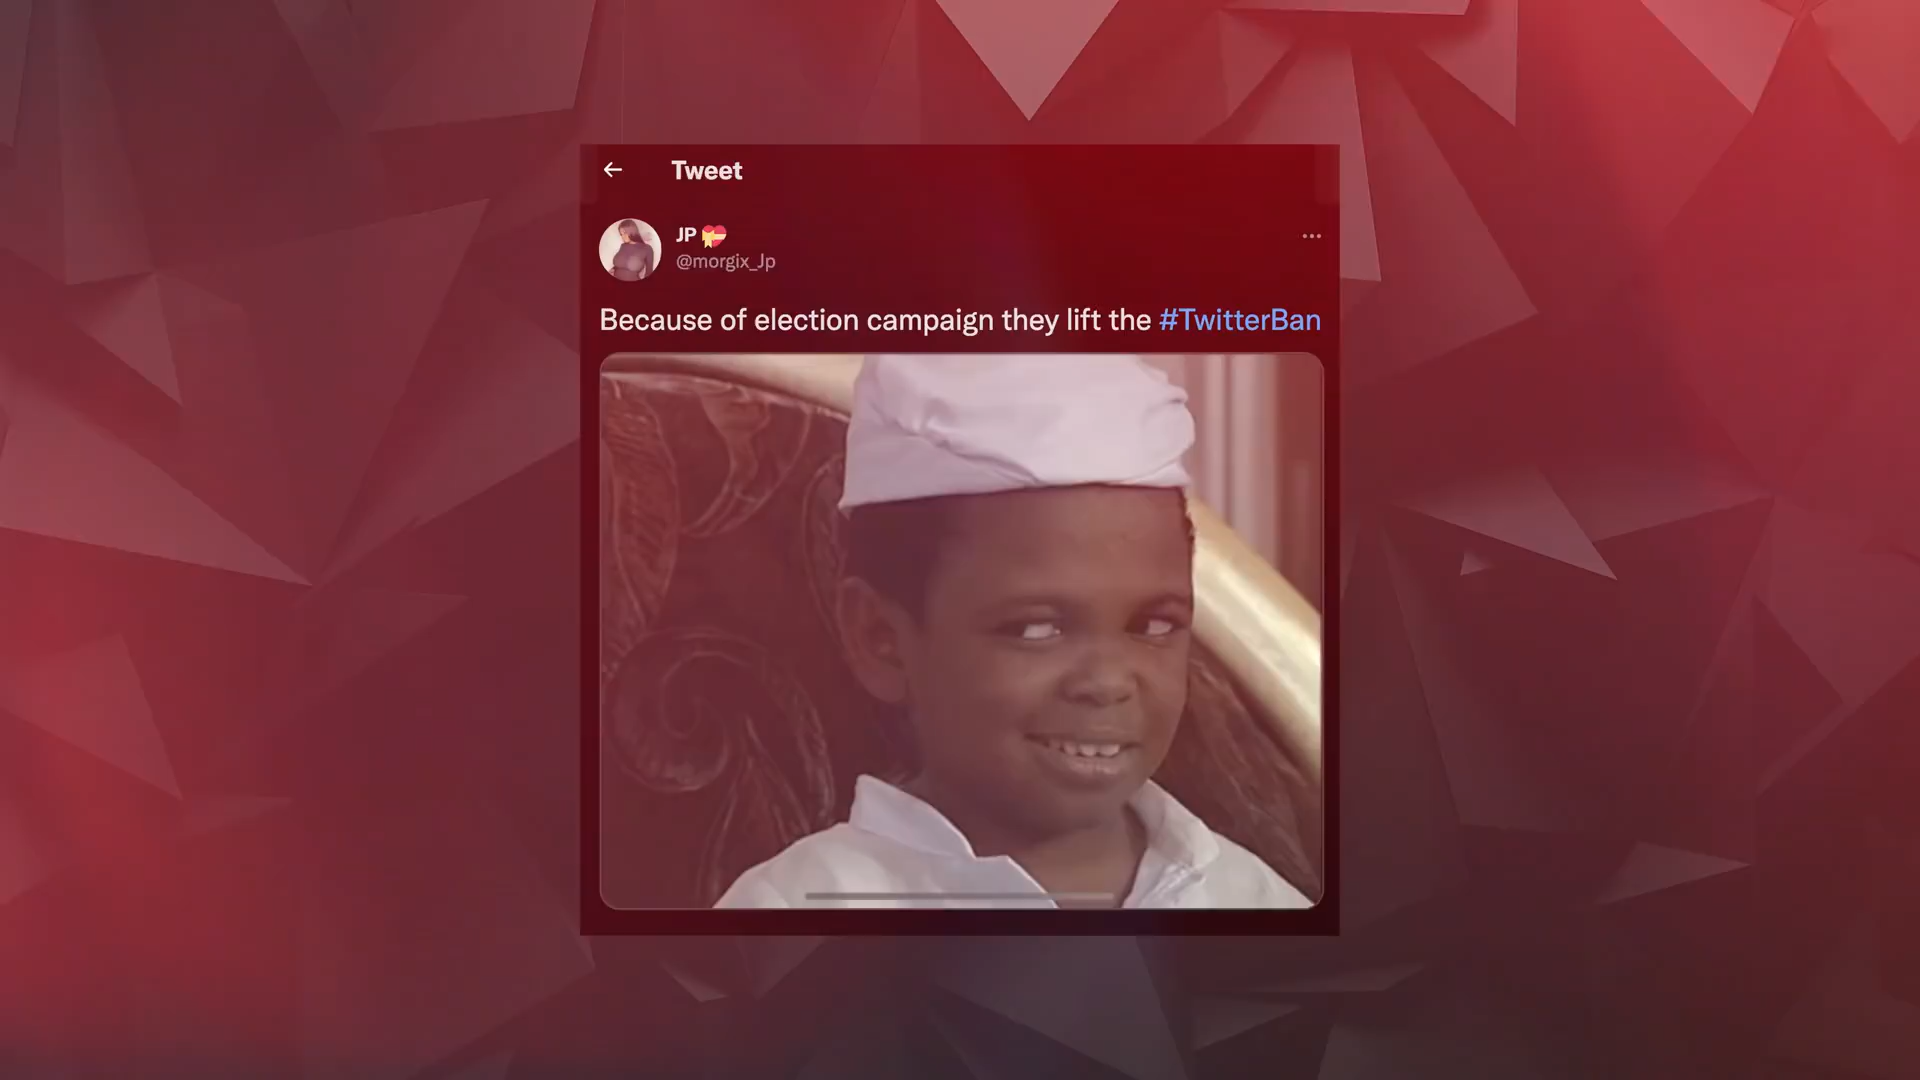 Tweet
JP 💝
@morgix_Jp
Because of election campaign they lift the #TwitterBan